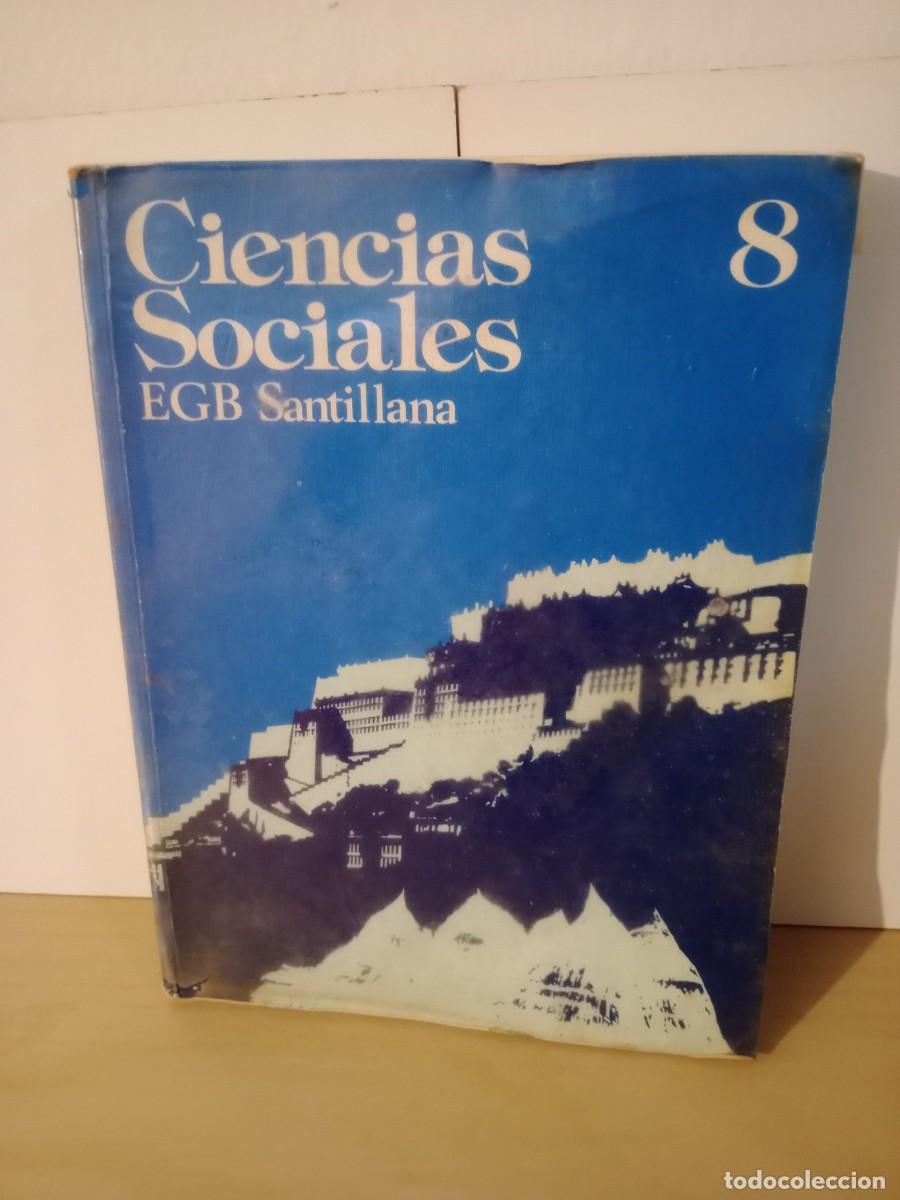 Ciencias
Sociales
8
EGB Santillana
todocoleccion